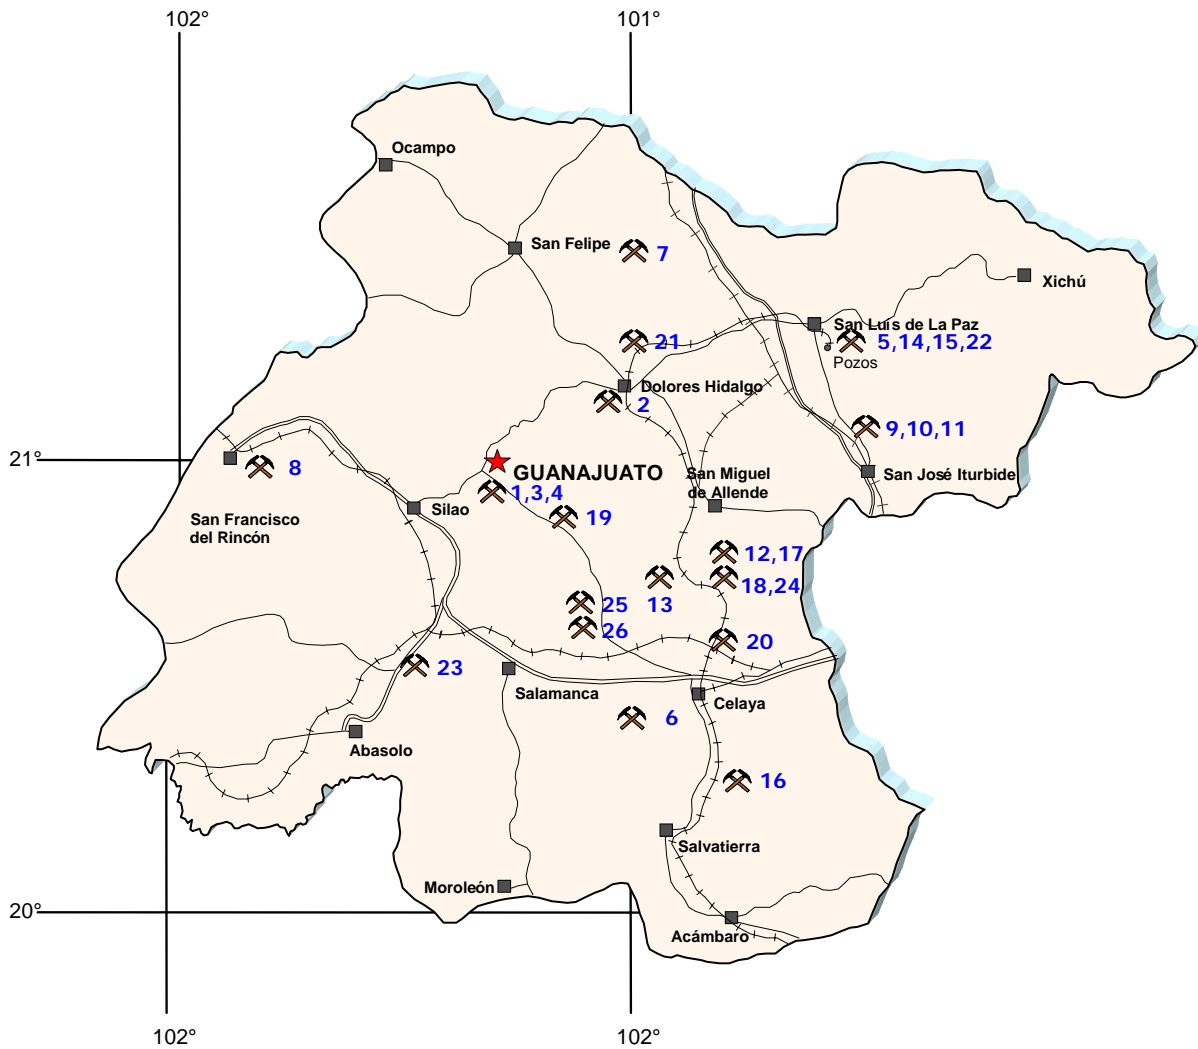 102°
101°
Ocampo
San Felipe
7
Xichú
San Luis de La Paz
21
5,14,15,22
Pozos
Dolores Hidalgo
2
9,10,11
21°
8
GUANAJUATO
San Miguel
de Allende
San José Iturbide
1,3,4
Silao
19
San Francisco
del Rincón
12,17
18,24
13
25
26
20
23
Salamanca
Celaya
6
Abasolo
16
Salvatierra
Moroleón
20°
Acámbaro
102°
102°